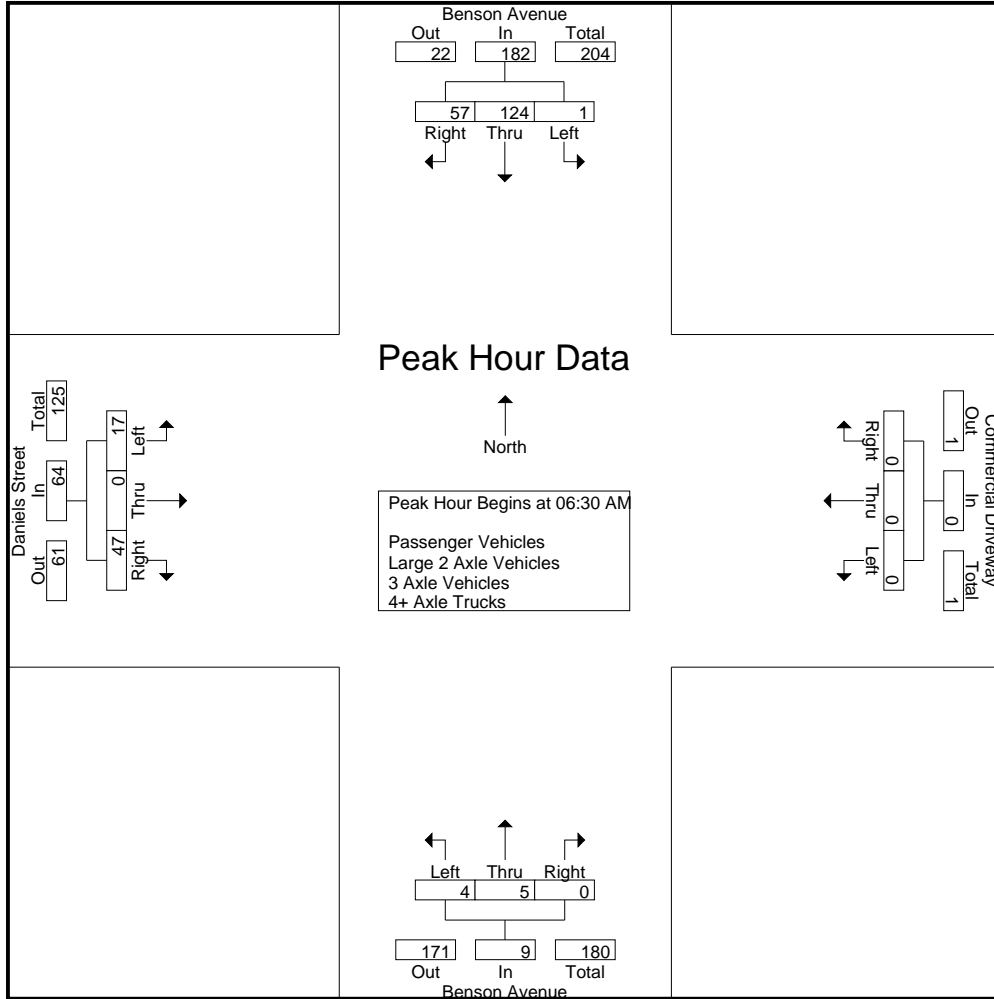 Benson Avenue
Out In Total
22 182 204
57 124 1
Right Thru Left
Peak Hour Data
North
Peak Hour Begins at 06:30 AM
Passenger Vehicles
Large 2 Axle Vehicles
3 Axle Vehicles
4+ Axle Trucks
Daniels Street
Out In Total
61 64 125
17 0 47
Left Thru Right
Commercial Driveway
Out In Total
1 0 1
0 0 0
Right Thru Left
Left Thru Right
4 5 0
171 9 180
Out In Total
Benson Avenue